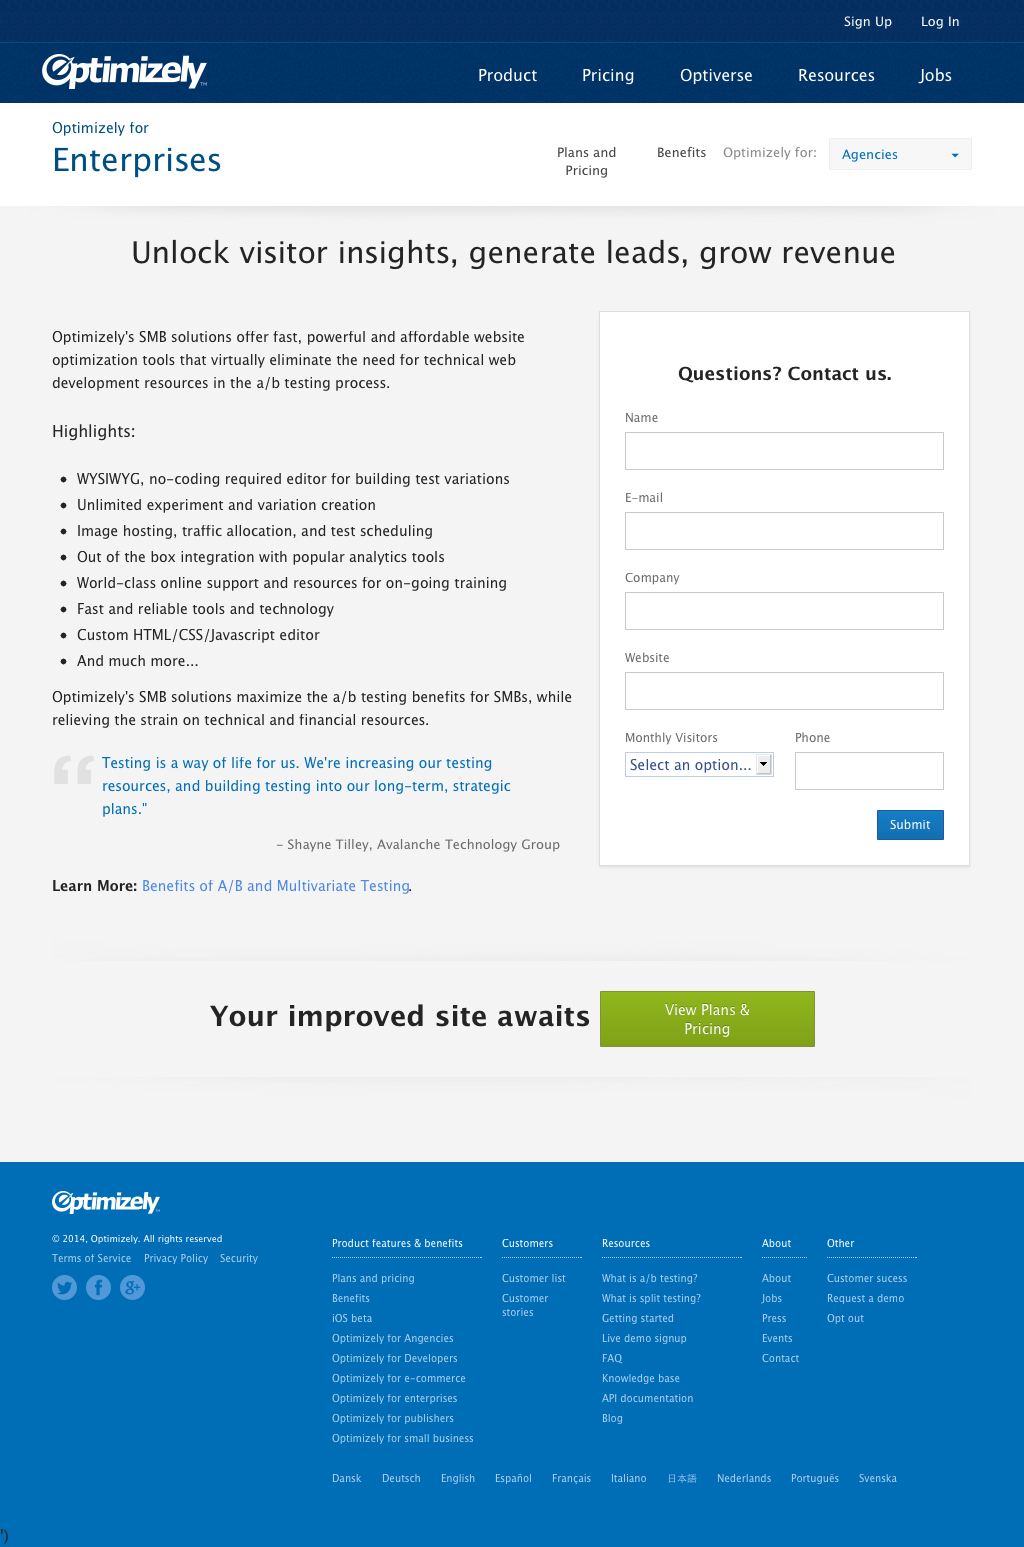 Sign Up Log In
Optimizely™
Product Pricing Optiverse Resources Jobs
Optimizely for
Enterprises
Plans and
Pricing
Benefits Optimizely for: Agencies
Unlock visitor insights, generate leads, grow revenue
Optimizely's SMB solutions offer fast, powerful and affordable website
optimization tools that virtually eliminate the need for technical web
development resources in the a/b testing process.
Highlights:
• WYSIWYG, no-coding required editor for building test variations
• Unlimited experiment and variation creation
• Image hosting, traffic allocation, and test scheduling
• Out of the box integration with popular analytics tools
• World-class online support and resources for on-going training
• Fast and reliable tools and technology
• Custom HTML/CSS/Javascript editor
• And much more...
Optimizely's SMB solutions maximize the a/b testing benefits for SMBs, while
relieving the strain on technical and financial resources.
“
Testing is a way of life for us. We're increasing our testing
resources, and building testing into our long-term, strategic
plans."
- Shayne Tilley, Avalanche Technology Group
Learn More: Benefits of A/B and Multivariate Testing.
Questions? Contact us.
Name
E-mail
Company
Website
Monthly Visitors Phone
Select an option...
Submit
Your improved site awaits
View Plans &
Pricing
Optimizely
© 2014, Optimizely. All rights reserved
Terms of Service Privacy Policy Security
f g+
Product features & benefits
Plans and pricing
Benefits
iOS beta
Optimizely for Angencies
Optimizely for Developers
Optimizely for e-commerce
Optimizely for enterprises
Optimizely for publishers
Optimizely for small business
Customers
Customer list
Customer
stories
Resources
What is a/b testing?
What is split testing?
Getting started
Live demo signup
FAQ
Knowledge base
API documentation
Blog
About
About
Jobs
Press
Events
Contact
Other
Customer sucess
Request a demo
Opt out
Dansk Deutsch English Español Français Italiano 日本語 Nederlands Português Svenska
')